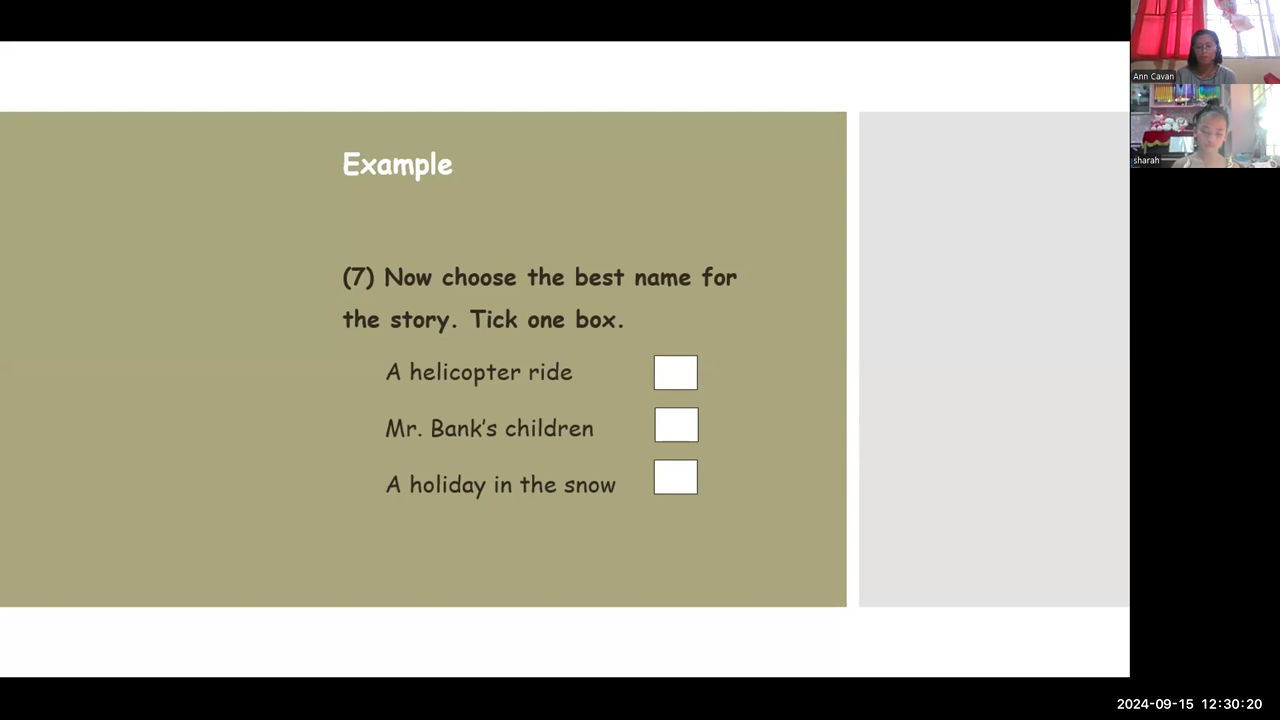 Example
(7) Now choose the best name for
the story. Tick one box.
A helicopter ride
Mr. Bank's children
A holiday in the snow
Ann Cavan
sharah
2024-09-15 12:30:20